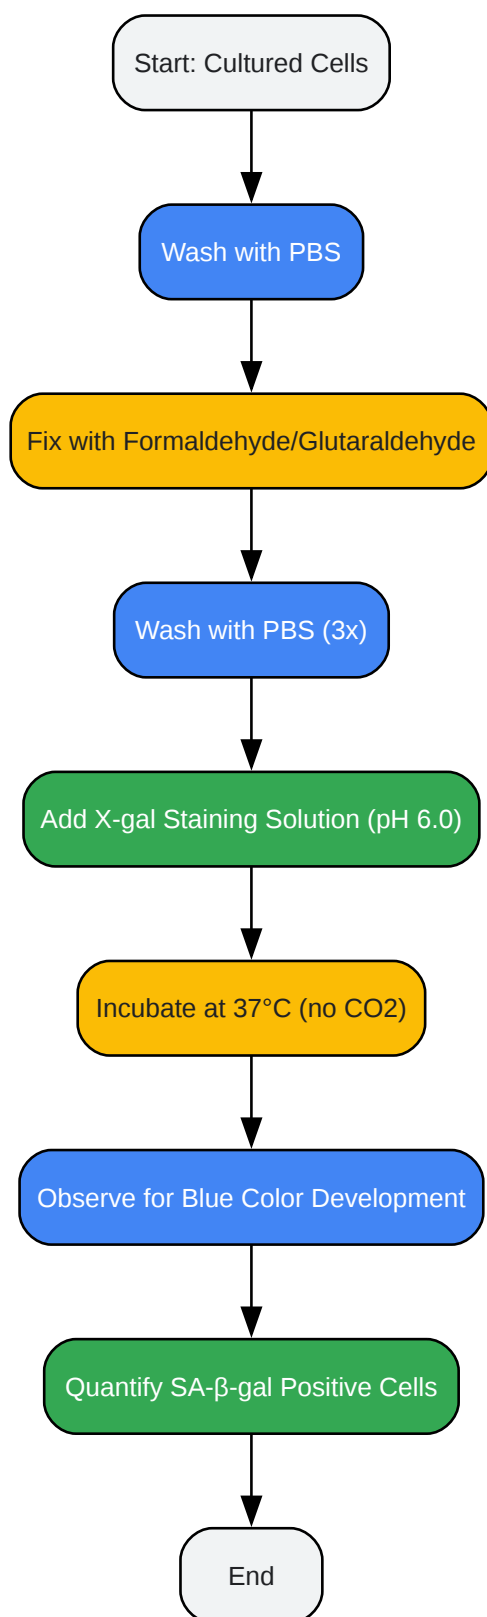 Start: Cultured Cells
Wash with PBS
Fix with Formaldehyde/Glutaraldehyde
Wash with PBS (3x)
Add X-gal Staining Solution (pH 6.0)
Incubate at 37°C (no CO2)
Observe for Blue Color Development
Quantify SA-β-gal Positive Cells
End